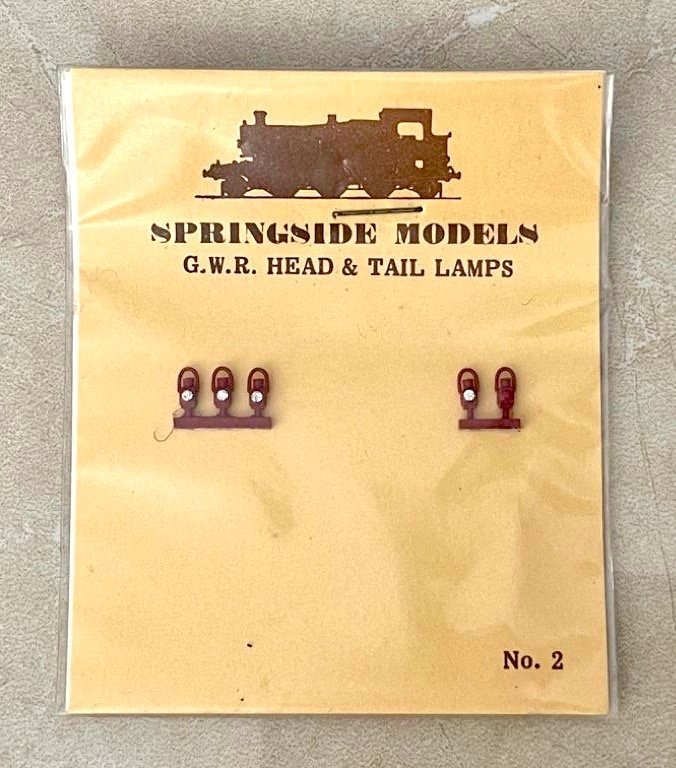 SPRINGSIDE MODELS
G.W.R. HEAD & TAIL LAMPS
No. 2